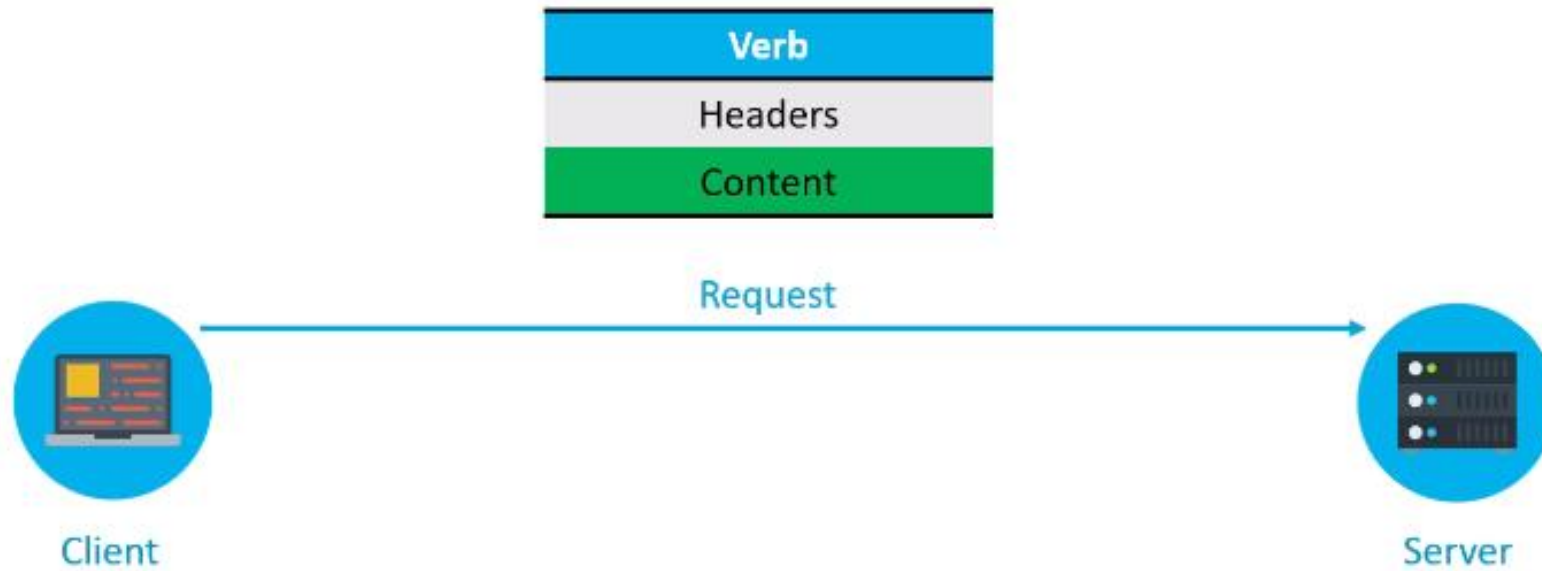 Verb
Headers
Content
Request
Client
Server